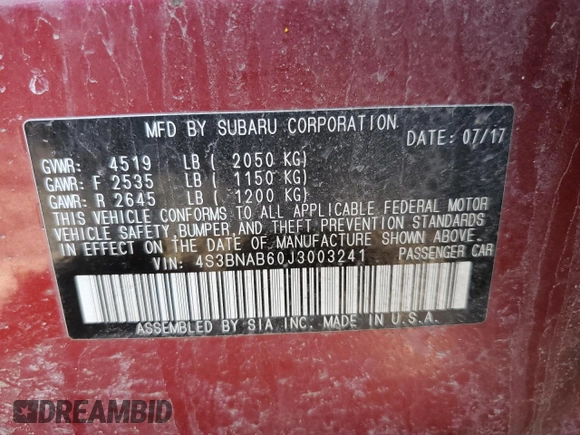 MFD BY SUBARU CORPORATION
DATE: 07/17
GVWR: 4519 LB ( 2050 KG)
GAWR: F 2535 LB ( 1150 KG)
GAWR: R 2645 LB ( 1200 KG)
THIS VEHICLE CONFORMS TO ALL APPLICABLE FEDERAL MOTOR
VEHICLE SAFETY,BUMPER,AND THEFT PREVENTION STANDARDS
IN EFFECT ON THE DATE OF MANUFACTURE SHOWN ABOVE.
VIN: 4S3BNAB60J3003241 PASSENGER CAR
ASSEMBLED BY SIA INC. MADE IN U.S.A.
DREAMBID